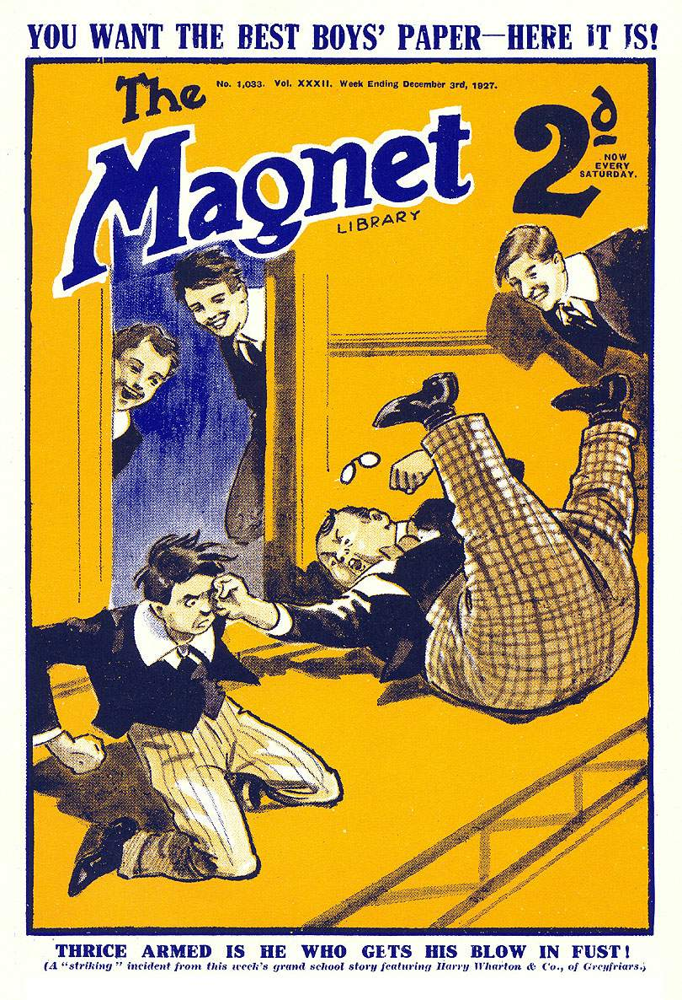 YOU WANT THE BEST BOYS' PAPER—HERE IT IS!
The
No. 1,033. Vol. XXXII. Week Ending December 3rd, 1927.
Magnet
LIBRARY
2d
NOW
EVERY
SATURDAY.
THRICE ARMED IS HE WHO GETS HIS BLOW IN FUST!
(A "striking" incident from this week's grand school story featuring Harry Wharton & Co., of Greyfriars.)